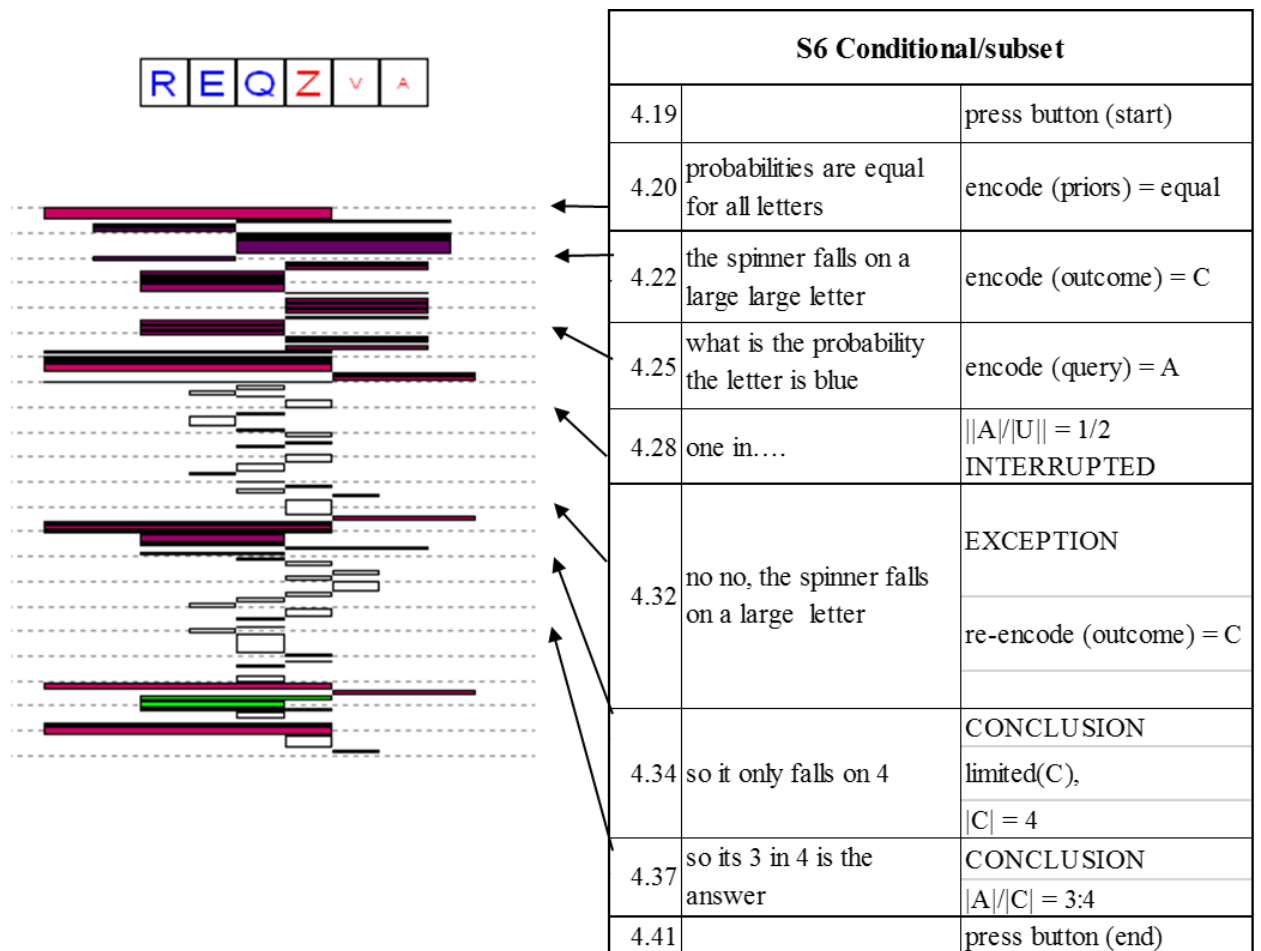 R E Q Z V A
S6 Conditional/subset
4.19 press button (start)
4.20 probabilities are equal for all letters encode (priors) = equal
4.22 the spinner falls on a large large letter encode (outcome) = C
4.25 what is the probability the letter is blue encode (query) = A
4.28 one in.... ||A|/|U|| = 1/2 INTERRUPTED
4.32 no no, the spinner falls on a large letter EXCEPTION
re-encode (outcome) = C
4.34 so it only falls on 4 CONCLUSION
limited(C),
|C| = 4
4.37 so its 3 in 4 is the answer CONCLUSION
|A|/|C| = 3:4
4.41 press button (end)